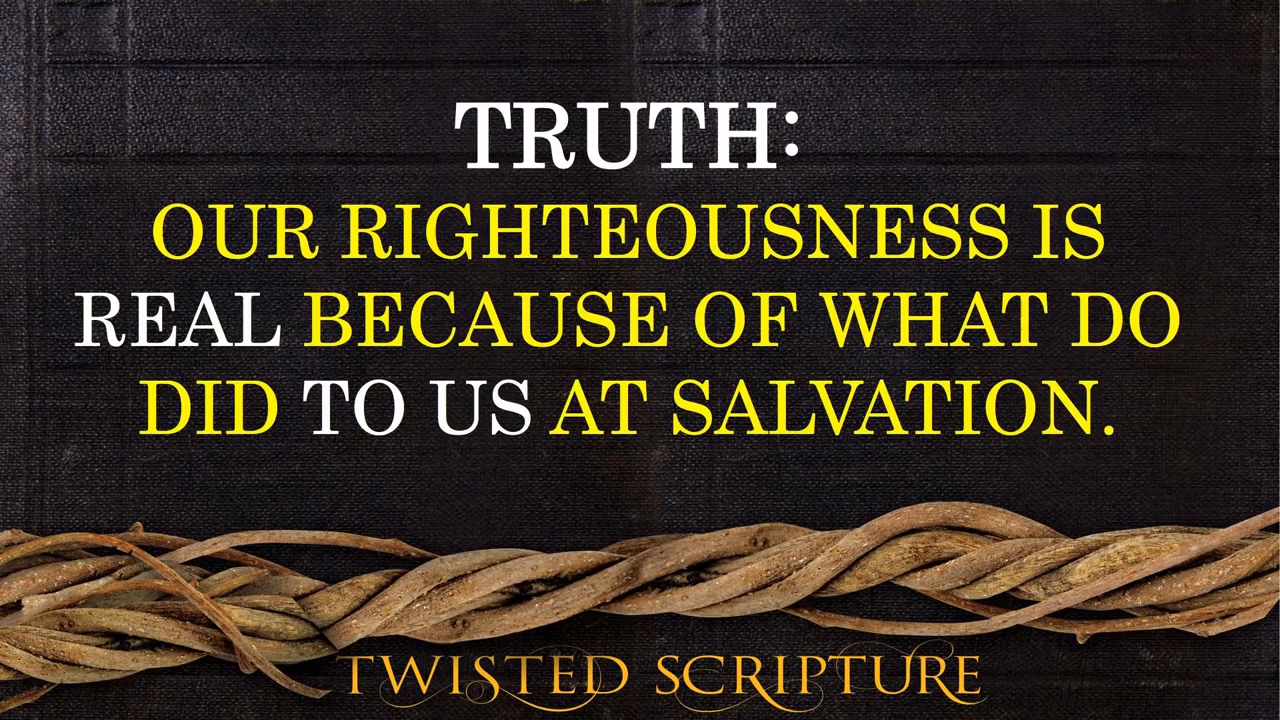 TRUTH:
OUR RIGHTEOUSNESS IS
REAL BECAUSE OF WHAT DO
DID TO US AT SALVATION.
TWISTED SCRIPTURE